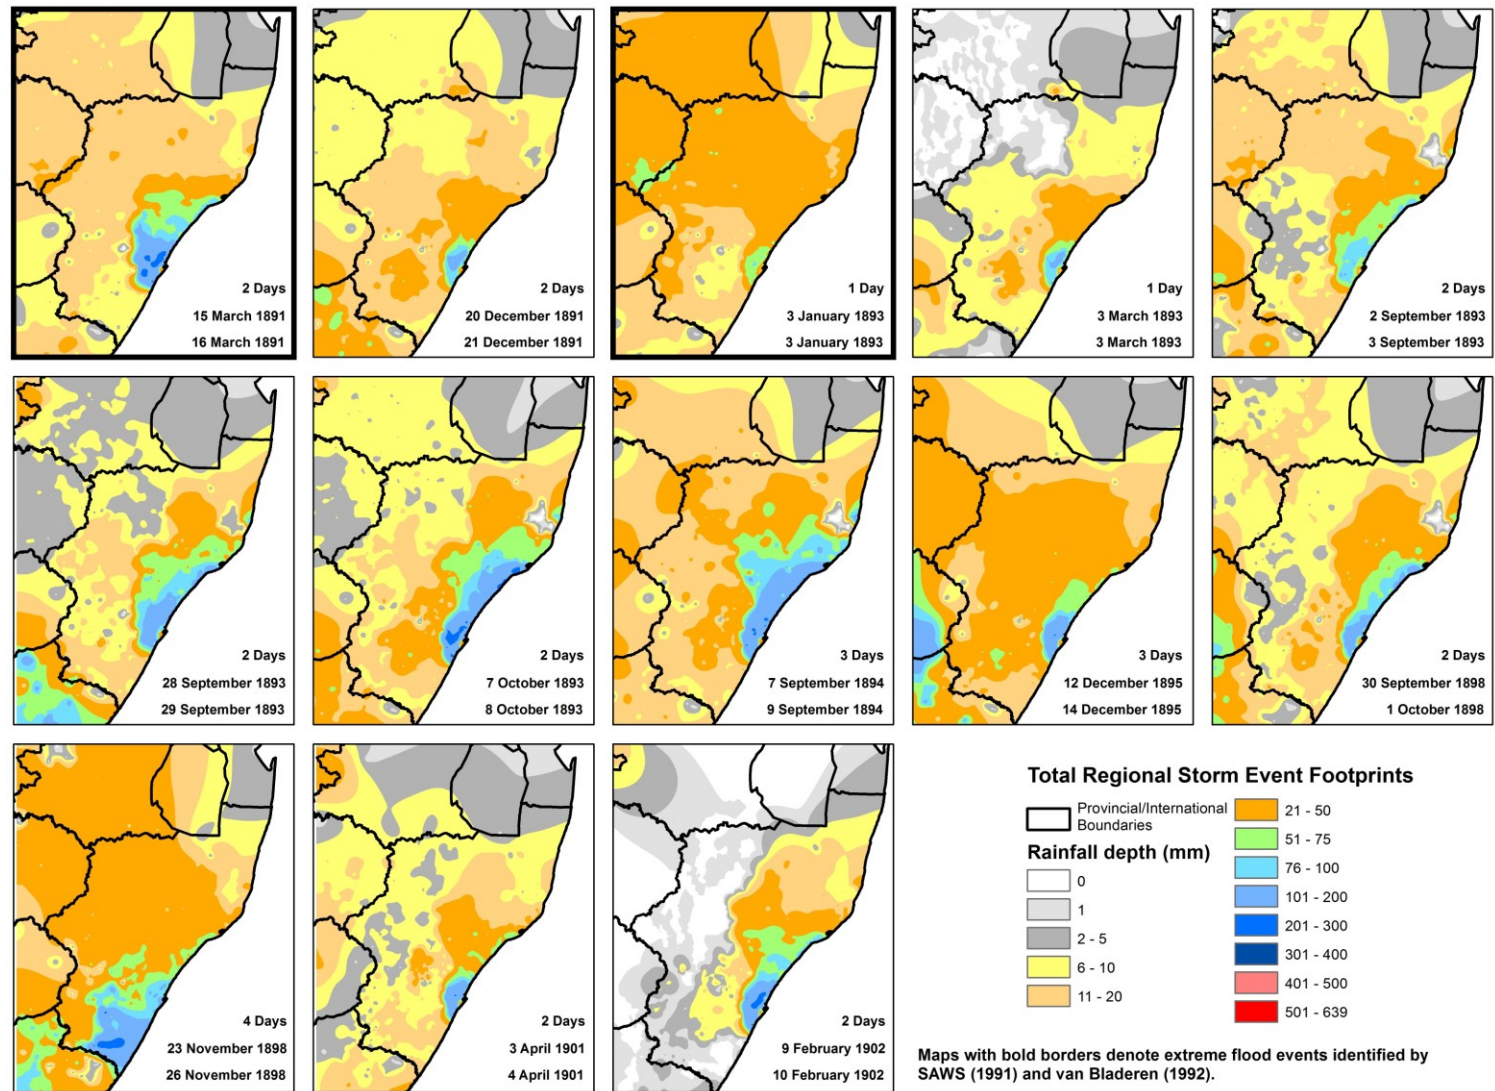 2 Days
15 March 1891
16 March 1891
2 Days
20 December 1891
21 December 1891
1 Day
3 January 1893
3 January 1893
1 Day
3 March 1893
3 March 1893
2 Days
2 September 1893
3 September 1893
2 Days
28 September 1893
29 September 1893
2 Days
7 October 1893
8 October 1893
3 Days
7 September 1894
9 September 1894
3 Days
12 December 1895
14 December 1895
2 Days
30 September 1898
1 October 1898
4 Days
23 November 1898
26 November 1898
2 Days
3 April 1901
4 April 1901
2 Days
9 February 1902
10 February 1902
Total Regional Storm Event Footprints
Provincial/International
Boundaries
Rainfall depth (mm)
0
1
2 - 5
6 - 10
11 - 20
21 - 50
51 - 75
76 - 100
101 - 200
201 - 300
301 - 400
401 - 500
501 - 639
Maps with bold borders denote extreme flood events identified by
SAWS (1991) and van Bladeren (1992).